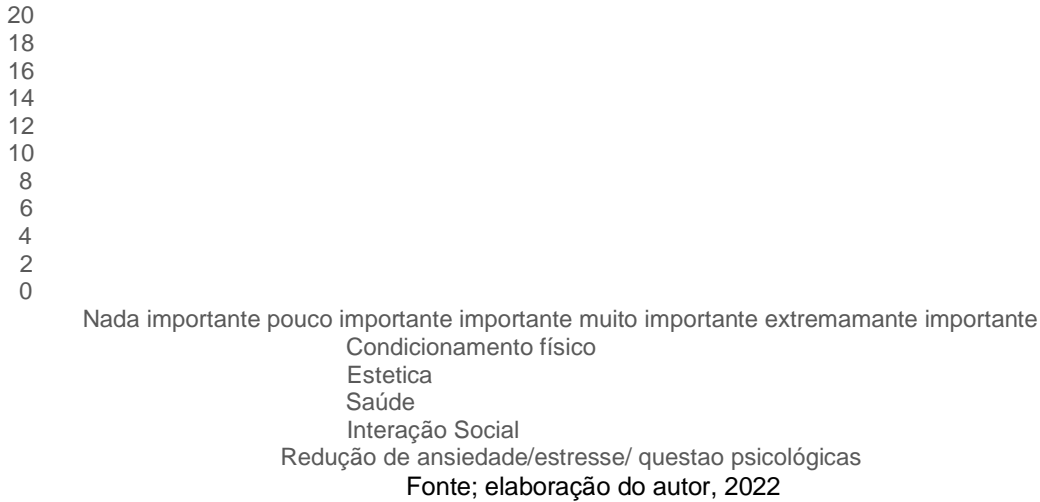 20
18
16
14
12
10
8
6
4
2
0
Nada importante pouco importante importante muito importante extremamante importante
Condicionamento físico
Estetica
Saúde
Interação Social
Redução de ansiedade/estresse/ questao psicológicas
Fonte; elaboração do autor, 2022